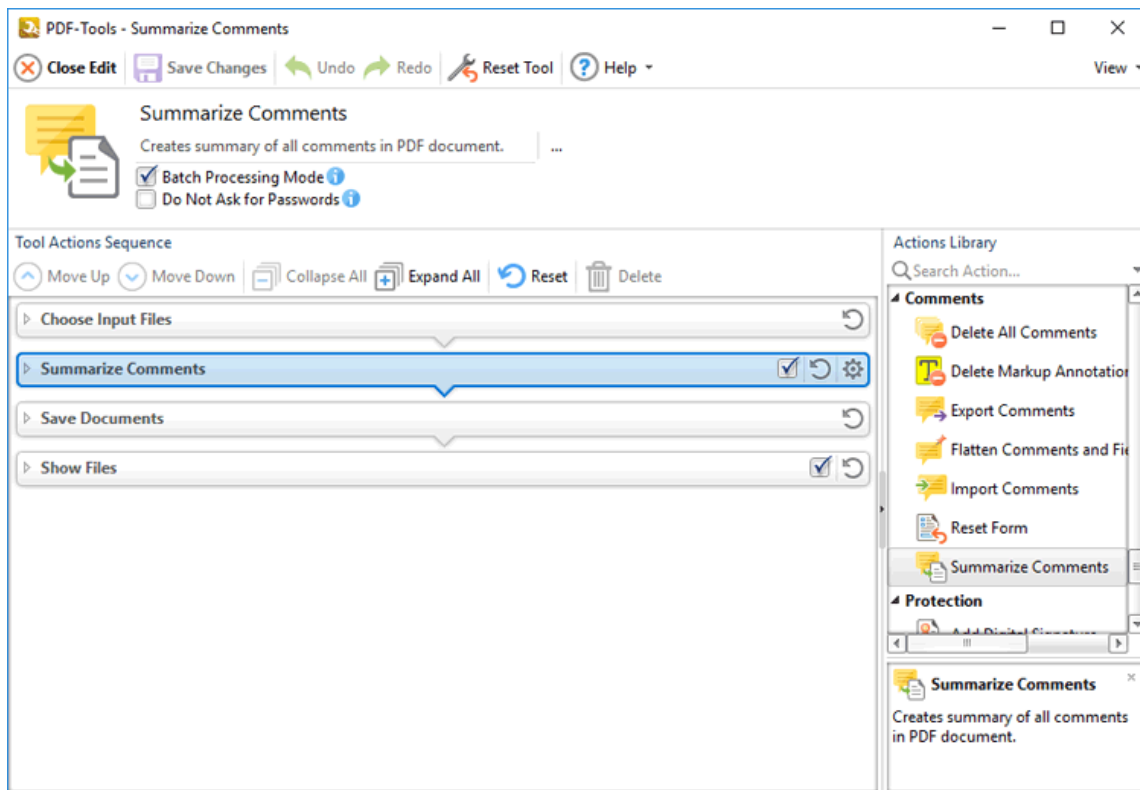 PDF-Tools - Summarize Comments
Close Edit Save Changes Undo Redo Reset Tool Help View
Summarize Comments
Creates summary of all comments in PDF document. ...
Batch Processing Mode
Do Not Ask for Passwords
Tool Actions Sequence
Move Up Move Down Collapse All Expand All Reset Delete
Choose Input Files
Summarize Comments
Save Documents
Show Files
Actions Library
Search Action...
Comments
Delete All Comments
Delete Markup Annotation
Export Comments
Flatten Comments and Fie
Import Comments
Reset Form
Summarize Comments
Protection
Add Digital Signature
Summarize Comments
Creates summary of all comments
in PDF document.